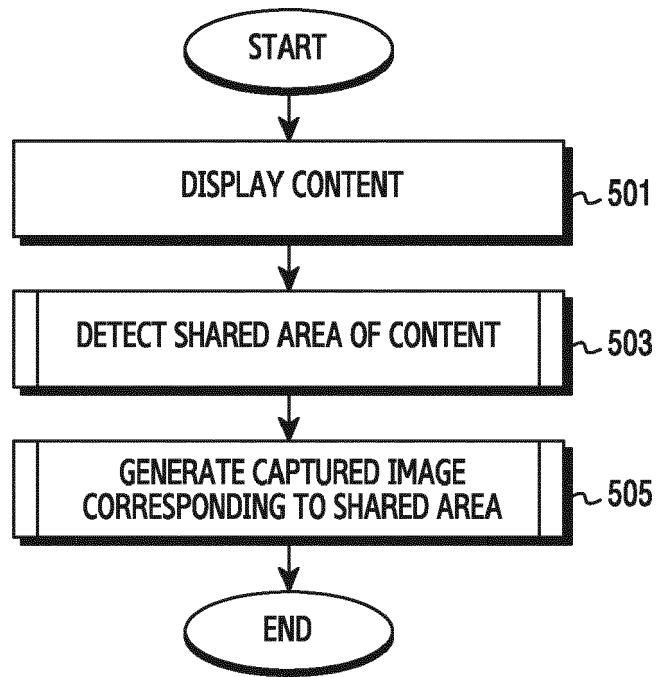 START
DISPLAY CONTENT
501
DETECT SHARED AREA OF CONTENT
503
GENERATE CAPTURED IMAGE
CORRESPONDING TO SHARED AREA
505
END